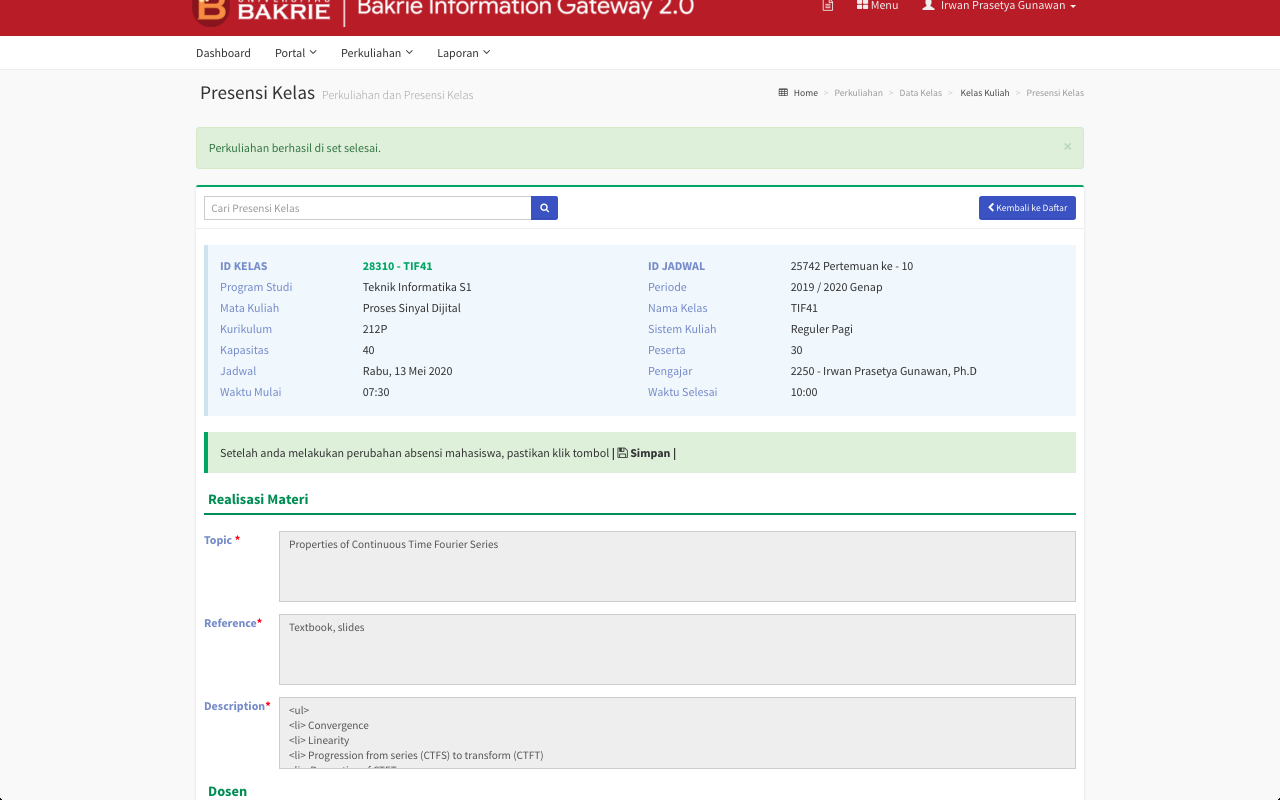 BAKRIE
Bakrie Information Gateway 2.0
Menu
Irwan Prasetya Gunawan
Dashboard
Portal
Perkuliahan
Laporan
Presensi Kelas Perkuliahan dan Presensi Kelas
Home > Perkuliahan > Data Kelas > Kelas Kuliah > Presensi Kelas
Perkuliahan berhasil di set selesai.
×
Cari Presensi Kelas
Kembali ke Daftar
ID KELAS 28310 - TIF41 ID JADWAL 25742 Pertemuan ke - 10
Program Studi Teknik Informatika S1 Periode 2019 / 2020 Genap
Mata Kuliah Proses Sinyal Dijital Nama Kelas TIF41
Kurikulum 212P Sistem Kuliah Reguler Pagi
Kapasitas 40 Peserta 30
Jadwal Rabu, 13 Mei 2020 Pengajar 2250 - Irwan Prasetya Gunawan, Ph.D
Waktu Mulai 07:30 Waktu Selesai 10:00
Setelah anda melakukan perubahan absensi mahasiswa, pastikan klik tombol | Simpan |
Realisasi Materi
Topic * Properties of Continuous Time Fourier Series
Reference* Textbook, slides
Description* <ul>
<li> Convergence
<li> Linearity
<li> Progression from series (CTFS) to transform (CTFT)
Dosen